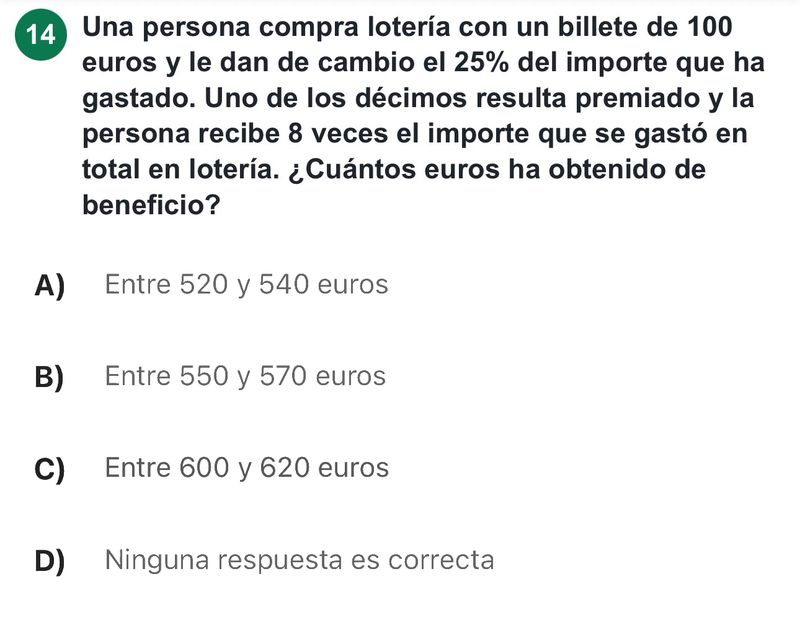 14 Una persona compra lotería con un billete de 100
euros y le dan de cambio el 25% del importe que ha
gastado. Uno de los décimos resulta premiado y la
persona recibe 8 veces el importe que se gastó en
total en lotería. ¿Cuántos euros ha obtenido de
beneficio?
A) Entre 520 y 540 euros
B) Entre 550 y 570 euros
C) Entre 600 y 620 euros
D) Ninguna respuesta es correcta